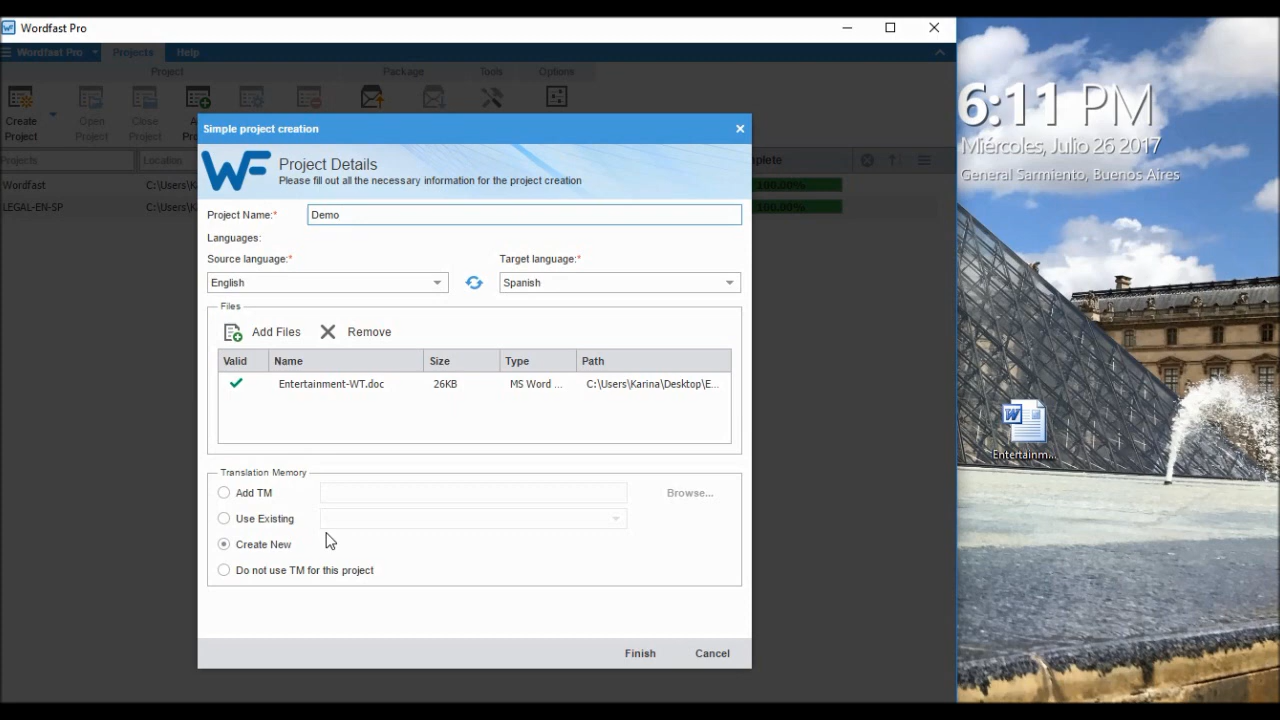 Wordfast Pro
Wordfast Pro Projects Help
Project Package Tools Options
Create Project
Open Project
Close Project
Projects Location
Wordfast C:\Users\K 100.00%
LEGAL-EN-SP C:\Users\K 100.00%
Simple project creation
WF
Project Details
Please fill out all the necessary information for the project creation
Project Name:* Demo
Languages:
Source language:* Target language:*
English Spanish
Files
Add Files Remove
Valid Name Size Type Path
Entertainment-WT.doc 26KB MS Word ... C:\Users\Karina\Desktop\E...
Translation Memory
Add TM Browse...
Use Existing
Create New
Do not use TM for this project
Finish Cancel
6:11 PM
Miércoles, Julio 26 2017
General Sarmiento, Buenos Aires
Entertainm...